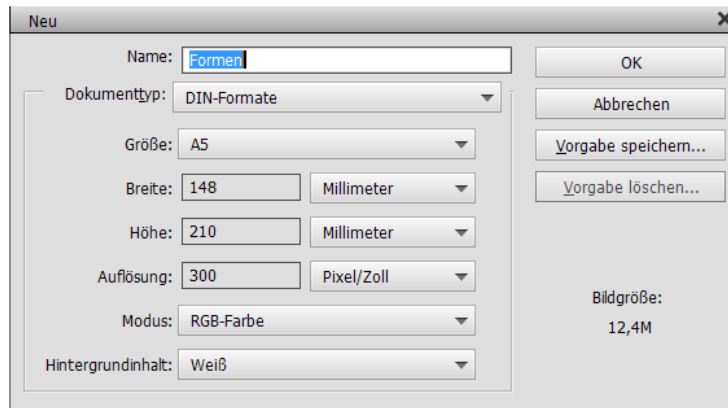 Neu
Name: Formen
OK
Dokumenttyp: DIN-Formate
Abbrechen
Größe: A5
Vorgabe speichern...
Breite: 148 Millimeter
Vorgabe löschen...
Höhe: 210 Millimeter
Auflösung: 300 Pixel/Zoll
Bildgröße:
Modus: RGB-Farbe
12,4M
Hintergrundinhalt: Weiß